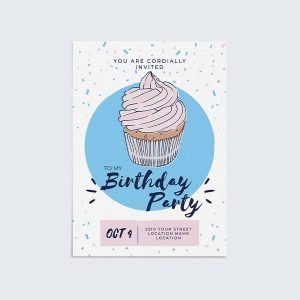 YOU ARE CORDIALLY
INVITED
TO MY
Birthday
Party
OCT 4
2510 YOUR STREET
LOCATION NAME
LOCATION